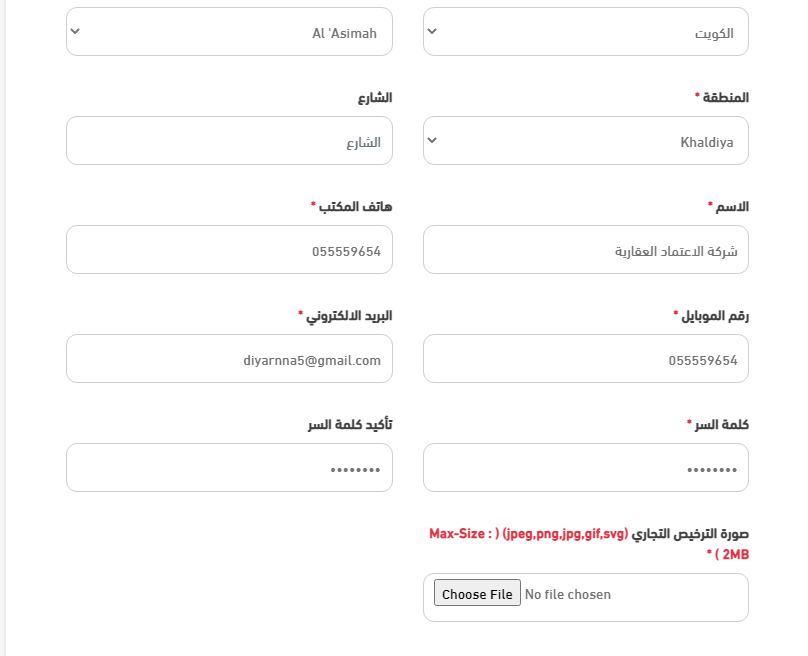 الكويت
Al 'Asimah
المنطقة *
الشارع
Khaldiya
الشارع
الاسم *
هاتف المكتب *
شركة الاعتماد العقارية
055559654
رقم الموبايل *
البريد الالكتروني *
055559654
diyarnna5@gmail.com
كلمة السر *
تأكيد كلمة السر
••••••••
••••••••
صورة الترخيص التجاري (jpeg,png,jpg,gif,svg) ( Max-Size :
2MB ) *
Choose File No file chosen